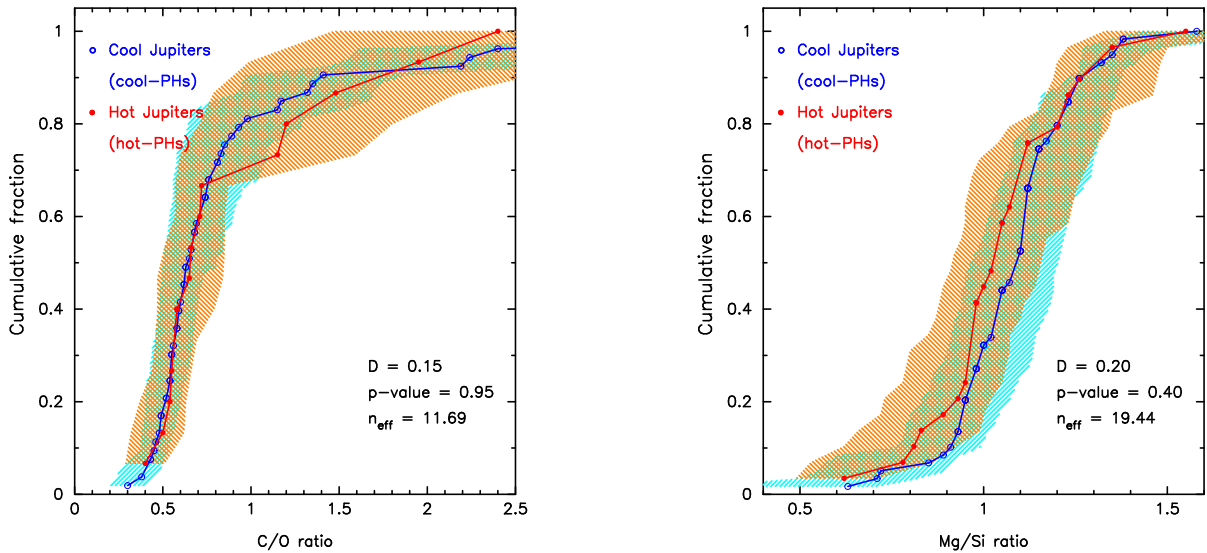 1
0.8
0.6
0.4
0.2
0
Cumulative fraction
Cool Jupiters
(cool-PHs)
Hot Jupiters
(hot-PHs)
D = 0.15
p-value = 0.95
n_eff = 11.69
0 0.5 1 1.5 2 2.5
C/O ratio
1
0.8
0.6
0.4
0.2
0
Cumulative fraction
Cool Jupiters
(cool-PHs)
Hot Jupiters
(hot-PHs)
D = 0.20
p-value = 0.40
n_eff = 19.44
0.5 1 1.5
Mg/Si ratio